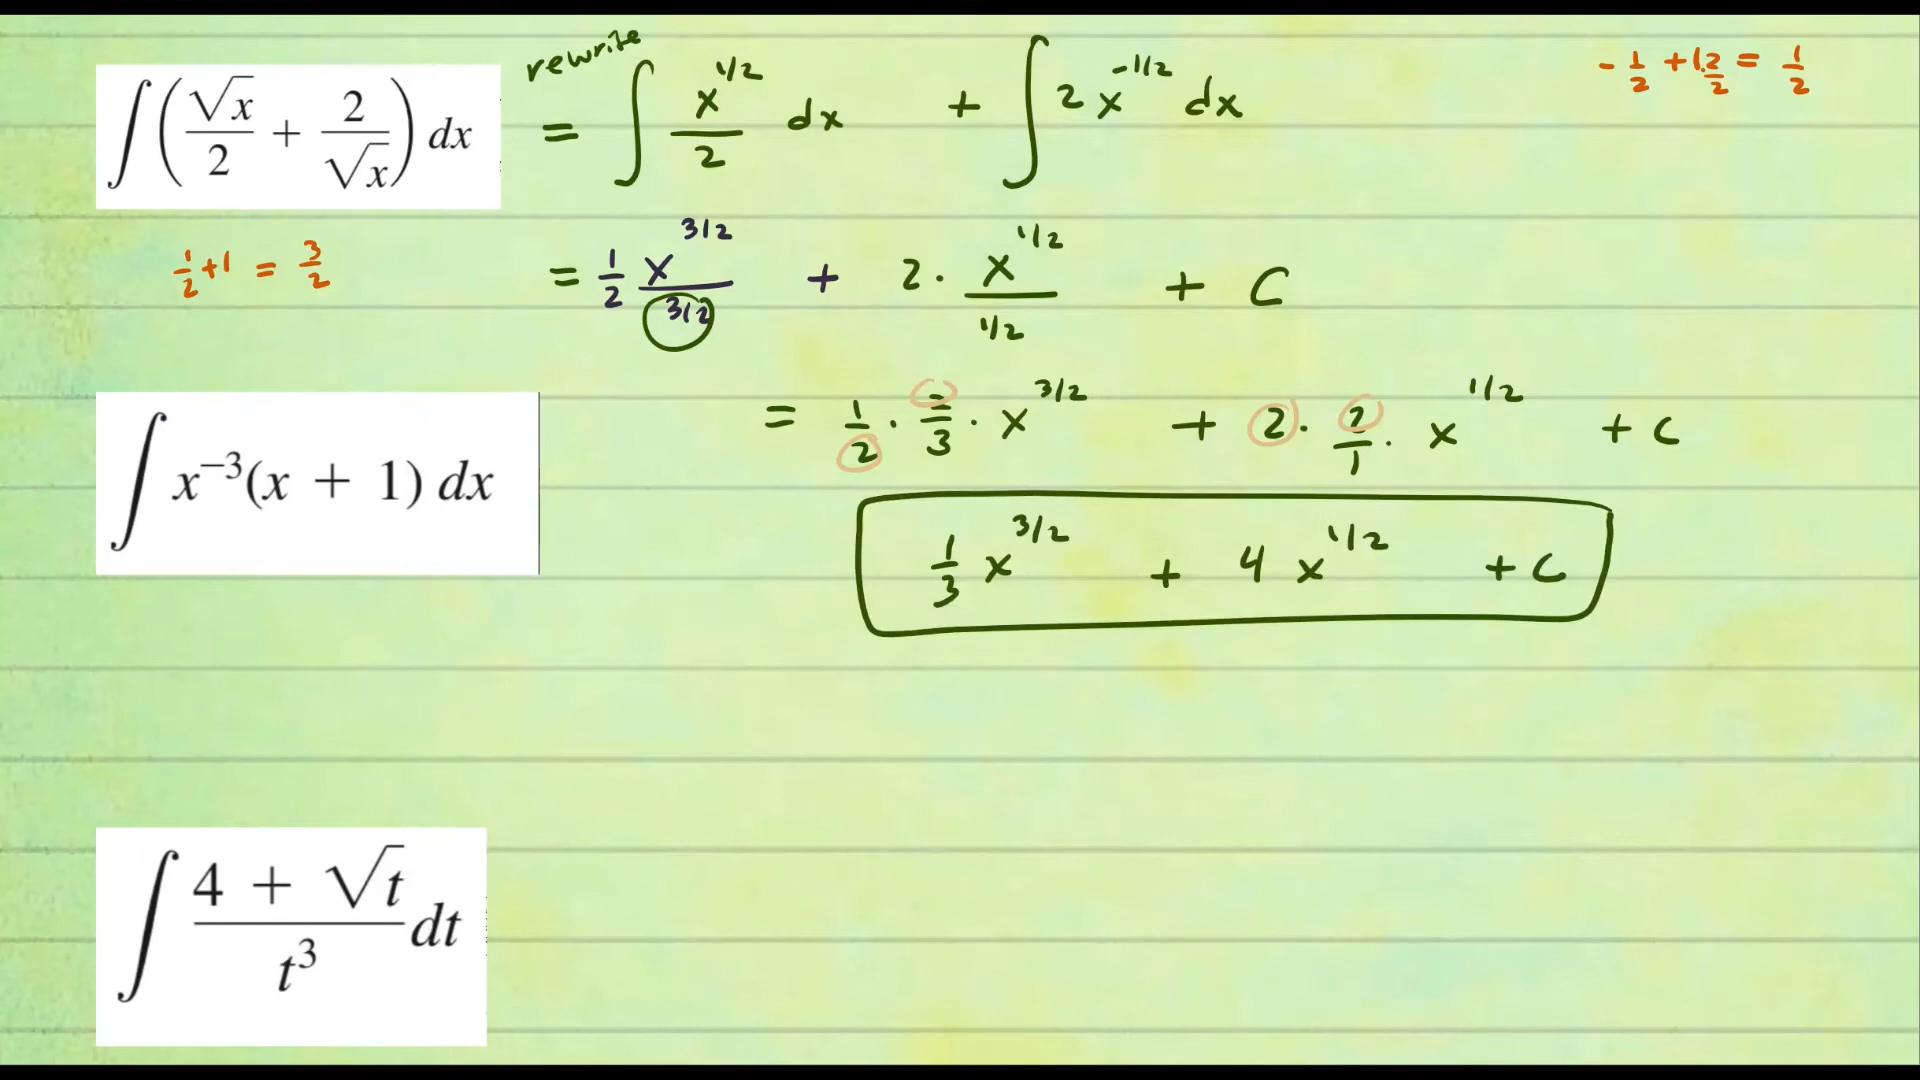 rewrite
∫ (√x/2 + 2/√x) dx = ∫ x^1/2 / 2 dx + ∫ 2x^-1/2 dx
-1/2 + 1·2/2 = 1/2
1/2 + 1 = 3/2
= 1/2 x^3/2 / 3/2 + 2 · x^1/2 / 1/2 + C
= 1/2 · 2/3 · x^3/2 + 2 · 2/1 · x^1/2 + C
∫ x^-3(x + 1) dx
1/3 x^3/2 + 4 x^1/2 + C
∫ 4 + √t / t^3 dt